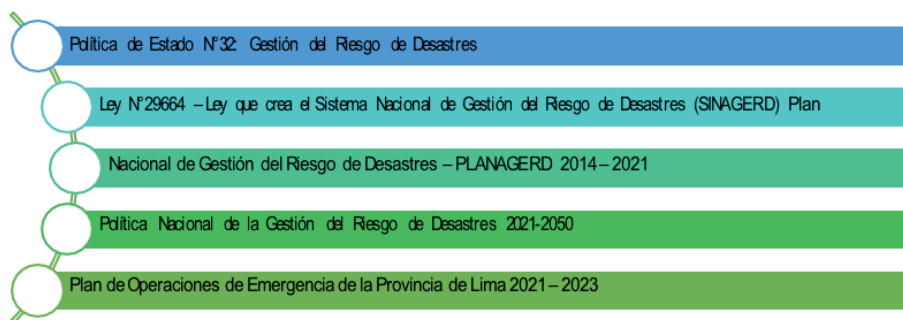 Política de Estado N°32: Gestión del Riesgo de Desastres
Ley N°29664 – Ley que crea el Sistema Nacional de Gestión del Riesgo de Desastres (SINAGERD) Plan
Nacional de Gestión del Riesgo de Desastres – PLANAGERD 2014 – 2021
Política Nacional de la Gestión del Riesgo de Desastres 2021-2050
Plan de Operaciones de Emergencia de la Provincia de Lima 2021 – 2023